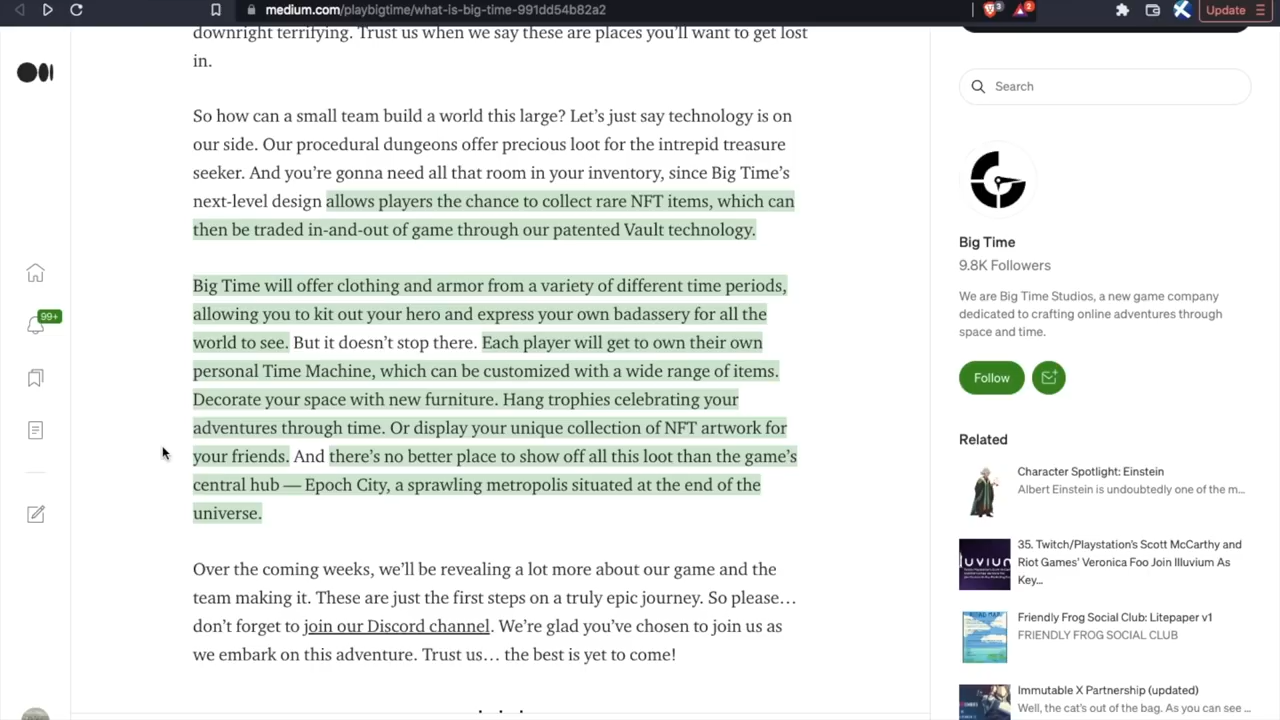 medium.com/playbigtime/what-is-big-time-991dd54b82a2
3
2
Update
downright terrifying. Trust us when we say these are places you'll want to get lost
in.
So how can a small team build a world this large? Let's just say technology is on
our side. Our procedural dungeons offer precious loot for the intrepid treasure
seeker. And you're gonna need all that room in your inventory, since Big Time's
next-level design allows players the chance to collect rare NFT items, which can
then be traded in-and-out of game through our patented Vault technology.
Big Time will offer clothing and armor from a variety of different time periods,
allowing you to kit out your hero and express your own badassery for all the
world to see. But it doesn't stop there. Each player will get to own their own
personal Time Machine, which can be customized with a wide range of items.
Decorate your space with new furniture. Hang trophies celebrating your
adventures through time. Or display your unique collection of NFT artwork for
your friends. And there's no better place to show off all this loot than the game's
central hub — Epoch City, a sprawling metropolis situated at the end of the
universe.
Over the coming weeks, we'll be revealing a lot more about our game and the
team making it. These are just the first steps on a truly epic journey. So please…
don't forget to join our Discord channel. We're glad you've chosen to join us as
we embark on this adventure. Trust us… the best is yet to come!
99+
Search
Big Time
9.8K Followers
We are Big Time Studios, a new game company
dedicated to crafting online adventures through
space and time.
Follow
Related
Character Spotlight: Einstein
Albert Einstein is undoubtedly one of the m...
35. Twitch/Playstation's Scott McCarthy and
Riot Games' Veronica Foo Join Illuvium As
Key...
Friendly Frog Social Club: Litepaper v1
FRIENDLY FROG SOCIAL CLUB
Immutable X Partnership (updated)
Well, the cat's out of the bag. As you can see ...